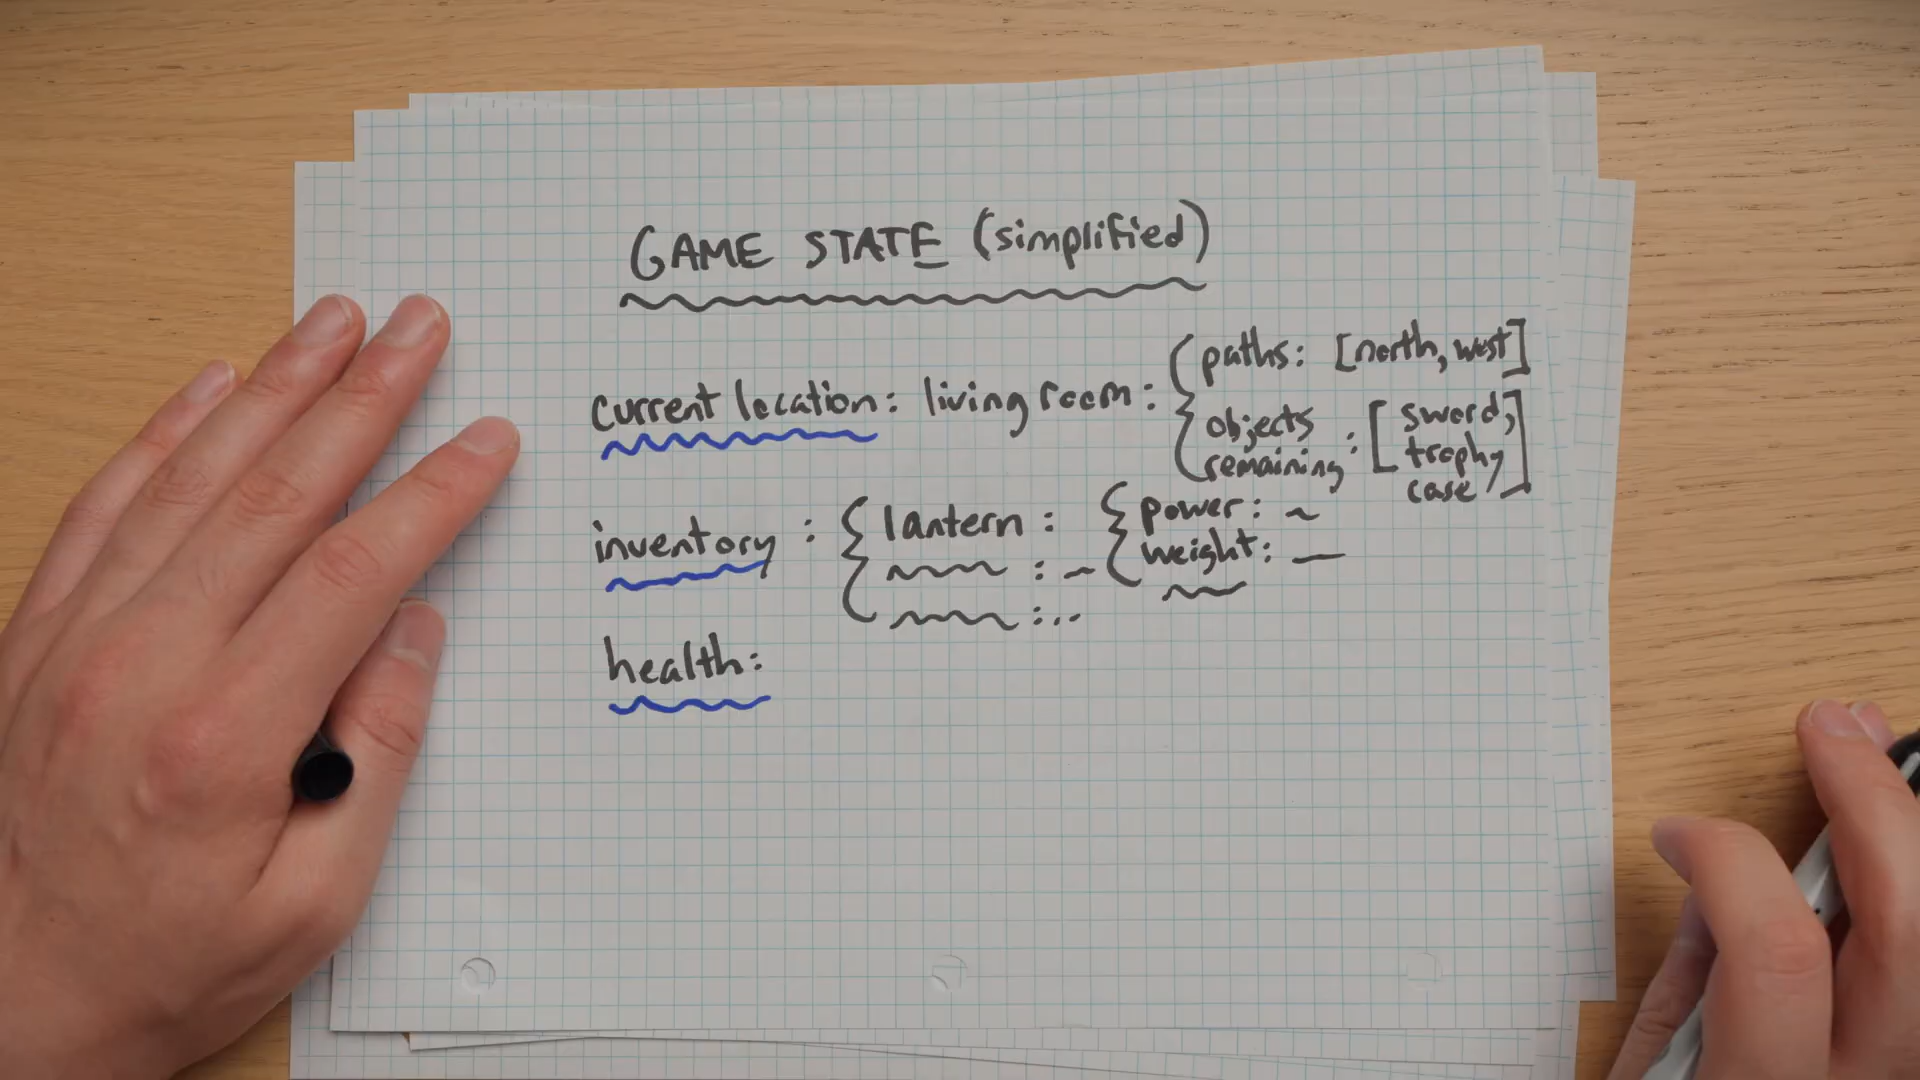 GAME STATE (simplified)
current location: living room: { paths: [north, west]
objects remaining: [sword, trophy case]
inventory: { lantern: { power: ~
weight: —
health: